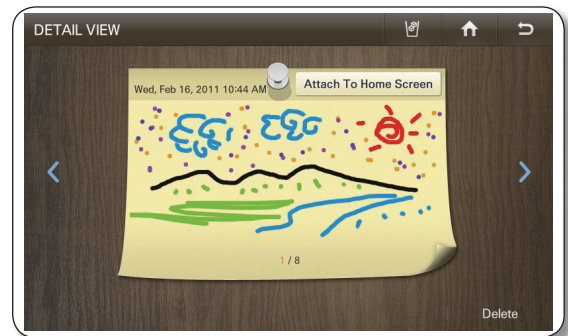 DETAIL VIEW
Wed, Feb 16, 2011 10:44 AM
Attach To Home Screen
1 / 8
Delete